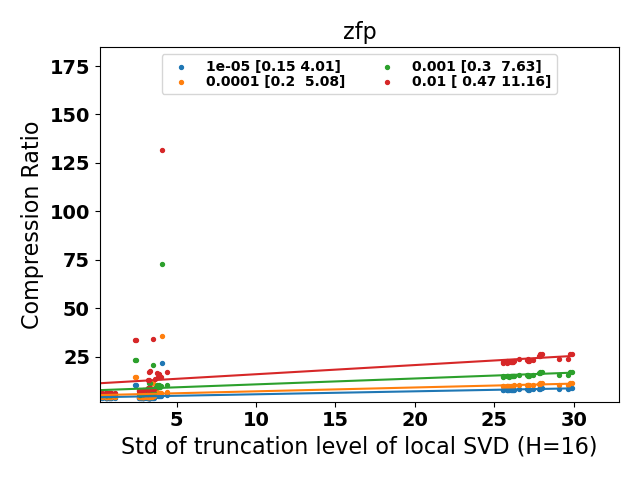 zfp
1e-05 [0.15 4.01]
0.0001 [0.2  5.08]
0.001 [0.3  7.63]
0.01 [ 0.47 11.16]
Compression Ratio
175
150
125
100
75
50
25
5 10 15 20 25 30
Std of truncation level of local SVD (H=16)